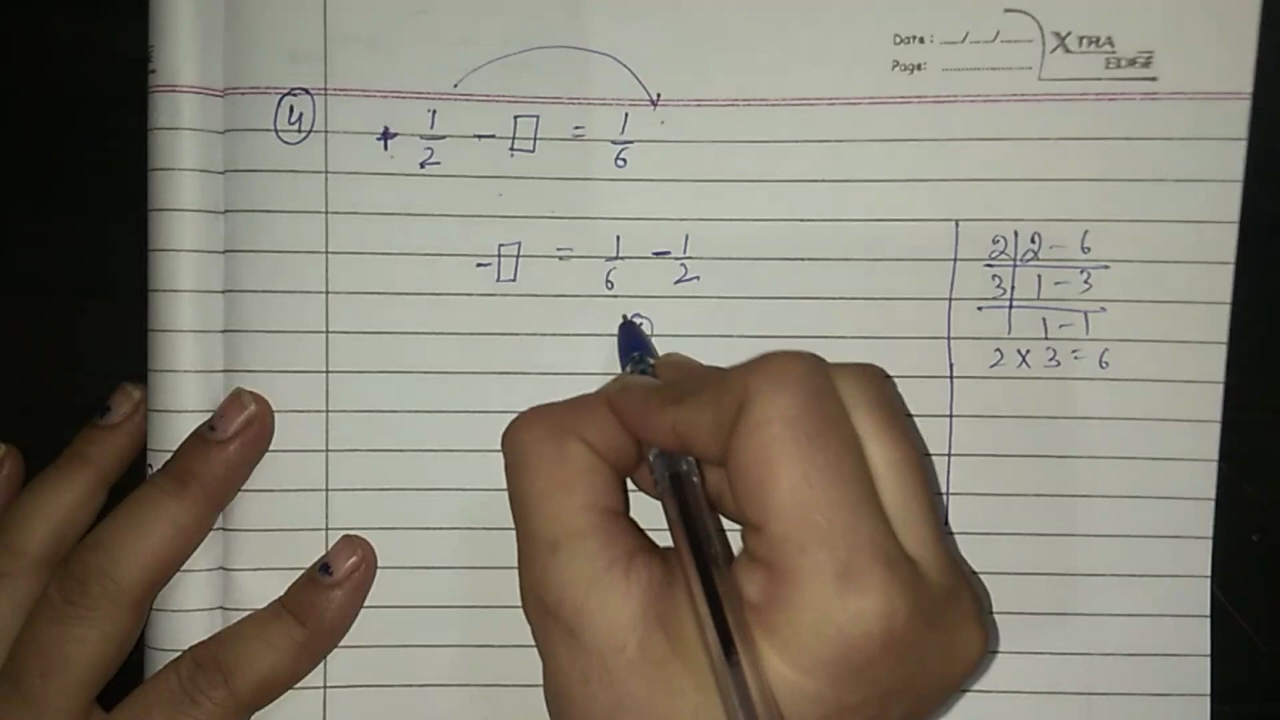 Date: __/__/__
Page: ............
XTRA
EDGE
4
+ 1/2 - □ = 1/6
-□ = 1/6 - 1/2
2 | 2 - 6
3 | 1 - 3
1 - 1
2 x 3 = 6